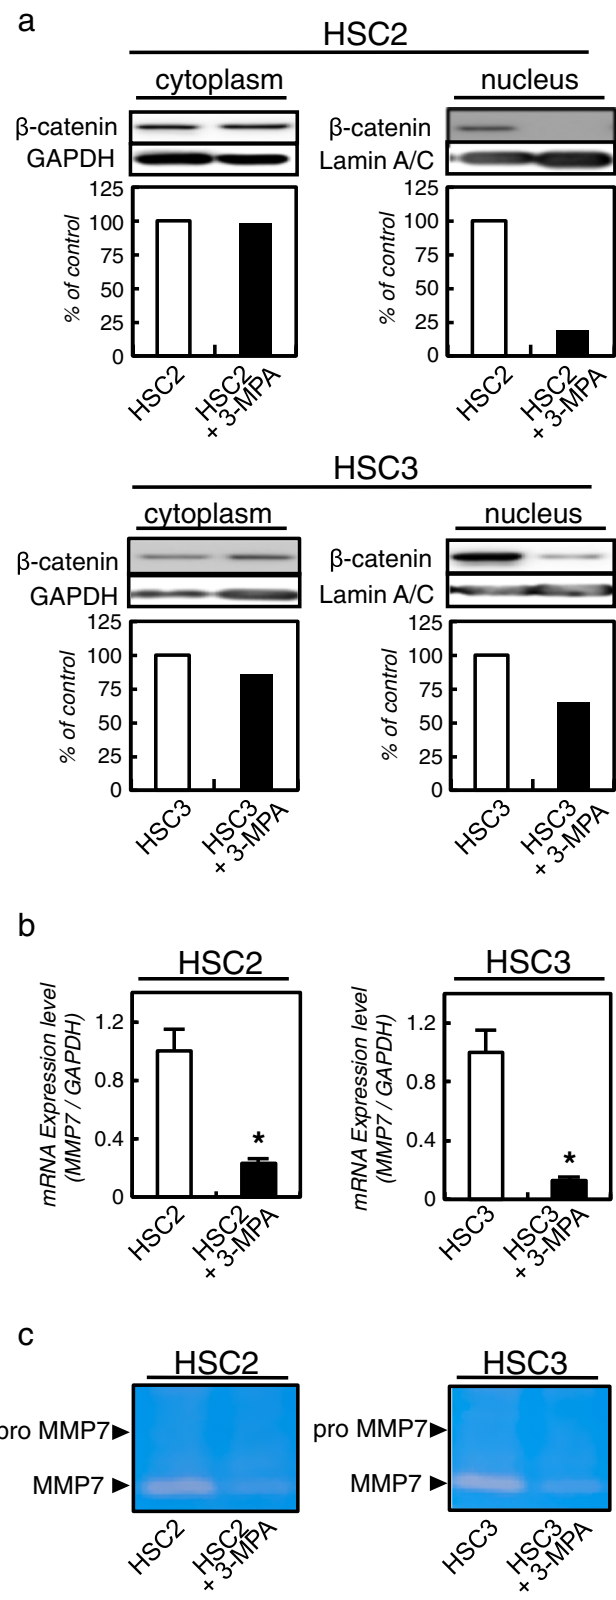 a
HSC2
cytoplasm
nucleus
β-catenin
GAPDH
β-catenin
Lamin A/C
% of control
125
100
75
50
25
0
HSC2
HSC2
+ 3-MPA
% of control
125
100
75
50
25
0
HSC2
HSC2
+ 3-MPA
HSC3
cytoplasm
nucleus
β-catenin
GAPDH
β-catenin
Lamin A/C
% of control
125
100
75
50
25
0
HSC3
HSC3
+ 3-MPA
% of control
125
100
75
50
25
0
HSC3
HSC3
+ 3-MPA
b
HSC2
mRNA Expression level
(MMP7 / GAPDH)
1.2
0.8
0.4
0
*
HSC2
HSC2
+ 3-MPA
HSC3
mRNA Expression level
(MMP7 / GAPDH)
1.2
0.8
0.4
0
*
HSC3
HSC3
+ 3-MPA
c
HSC2
pro MMP7
MMP7
HSC2
HSC2
+ 3-MPA
HSC3
pro MMP7
MMP7
HSC3
HSC3
+ 3-MPA